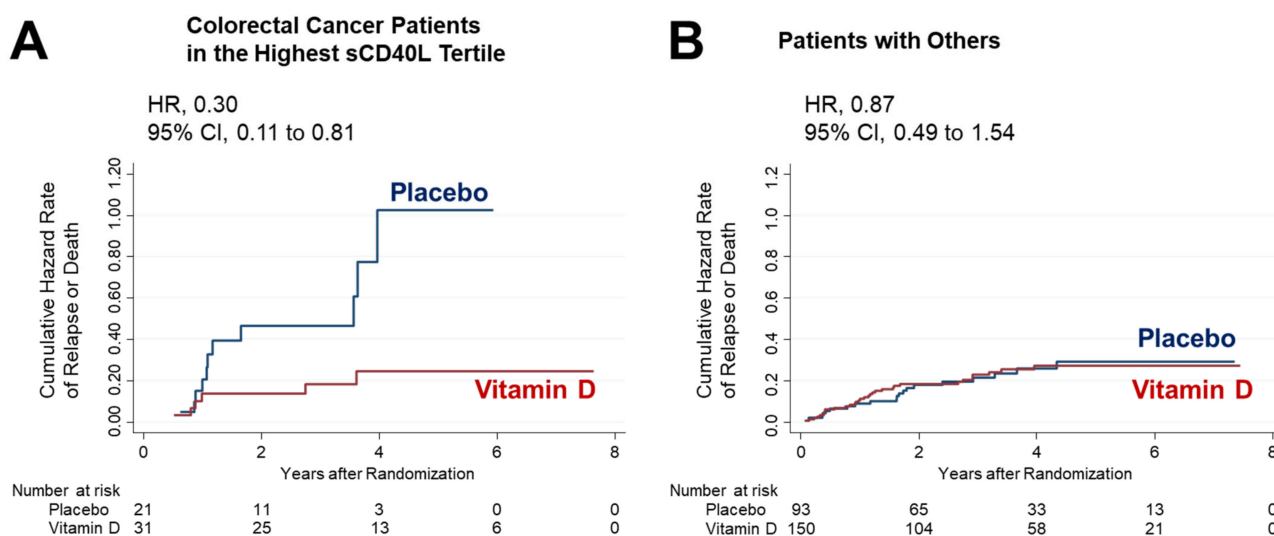 A
Colorectal Cancer Patients
in the Highest sCD40L Tertile
HR, 0.30
95% CI, 0.11 to 0.81
Cumulative Hazard Rate
of Relapse or Death
1.20
1.00
0.80
0.60
0.40
0.20
0.00
Placebo
Vitamin D
0 2 4 6 8
Years after Randomization
Number at risk
Placebo 21 11 3 0 0
Vitamin D 31 25 13 6 0
B
Patients with Others
HR, 0.87
95% CI, 0.49 to 1.54
Cumulative Hazard Rate
of Relapse or Death
1.2
1.0
0.8
0.6
0.4
0.2
0.0
Placebo
Vitamin D
0 2 4 6 8
Years after Randomization
Number at risk
Placebo 93 65 33 13 0
Vitamin D 150 104 58 21 0